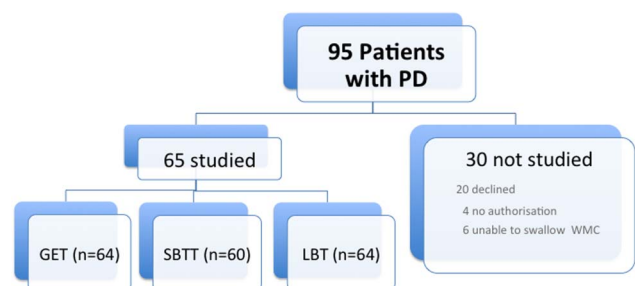 95 Patients
with PD
65 studied
30 not studied
20 declined
4 no authorisation
6 unable to swallow WMC
GET (n=64)
SBTT (n=60)
LBT (n=64)